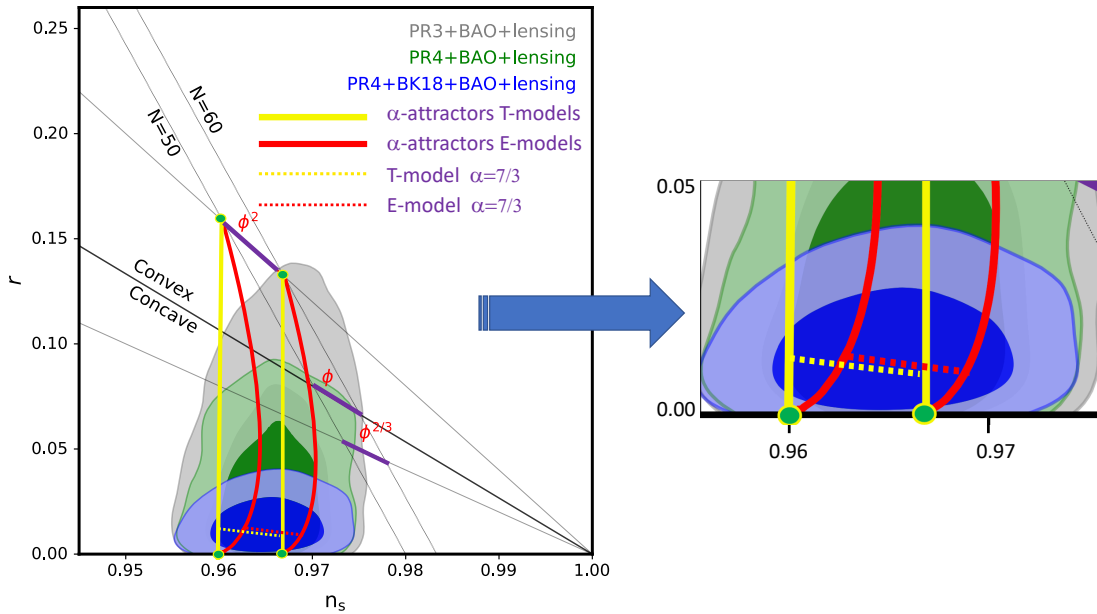 PR3+BAO+lensing
PR4+BAO+lensing
PR4+BK18+BAO+lensing
α-attractors T-models
α-attractors E-models
T-model α=7/3
E-model α=7/3
N=50
N=60
ϕ²
Convex
Concave
ϕ
ϕ^{2/3}
r
0.25
0.20
0.15
0.10
0.05
0.00
0.95
0.96
0.97
0.98
0.99
1.00
n_s
0.05
0.00
0.96
0.97